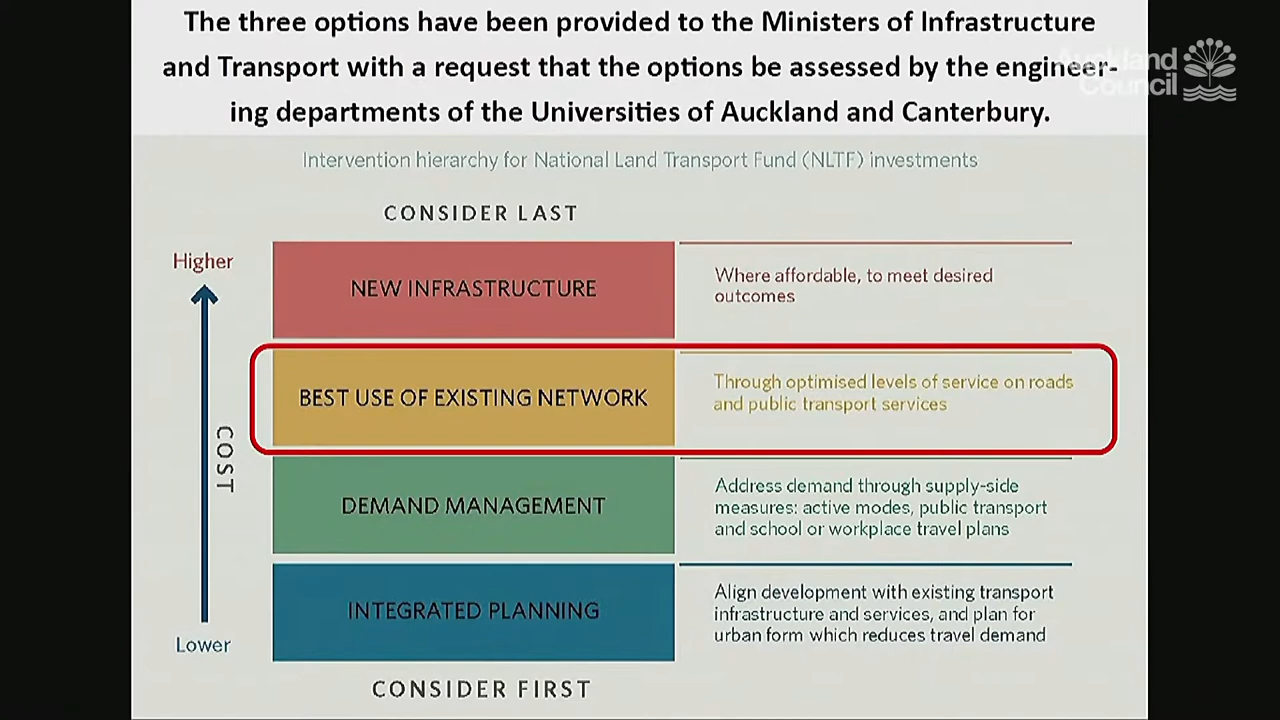 The three options have been provided to the Ministers of Infrastructure
and Transport with a request that the options be assessed by the engineer-
ing departments of the Universities of Auckland and Canterbury.
Auckland
Council
Intervention hierarchy for National Land Transport Fund (NLTF) investments
CONSIDER LAST
Higher
NEW INFRASTRUCTURE
Where affordable, to meet desired
outcomes
BEST USE OF EXISTING NETWORK
Through optimised levels of service on roads
and public transport services
COST
DEMAND MANAGEMENT
Address demand through supply-side
measures: active modes, public transport
and school or workplace travel plans
INTEGRATED PLANNING
Align development with existing transport
infrastructure and services, and plan for
urban form which reduces travel demand
Lower
CONSIDER FIRST